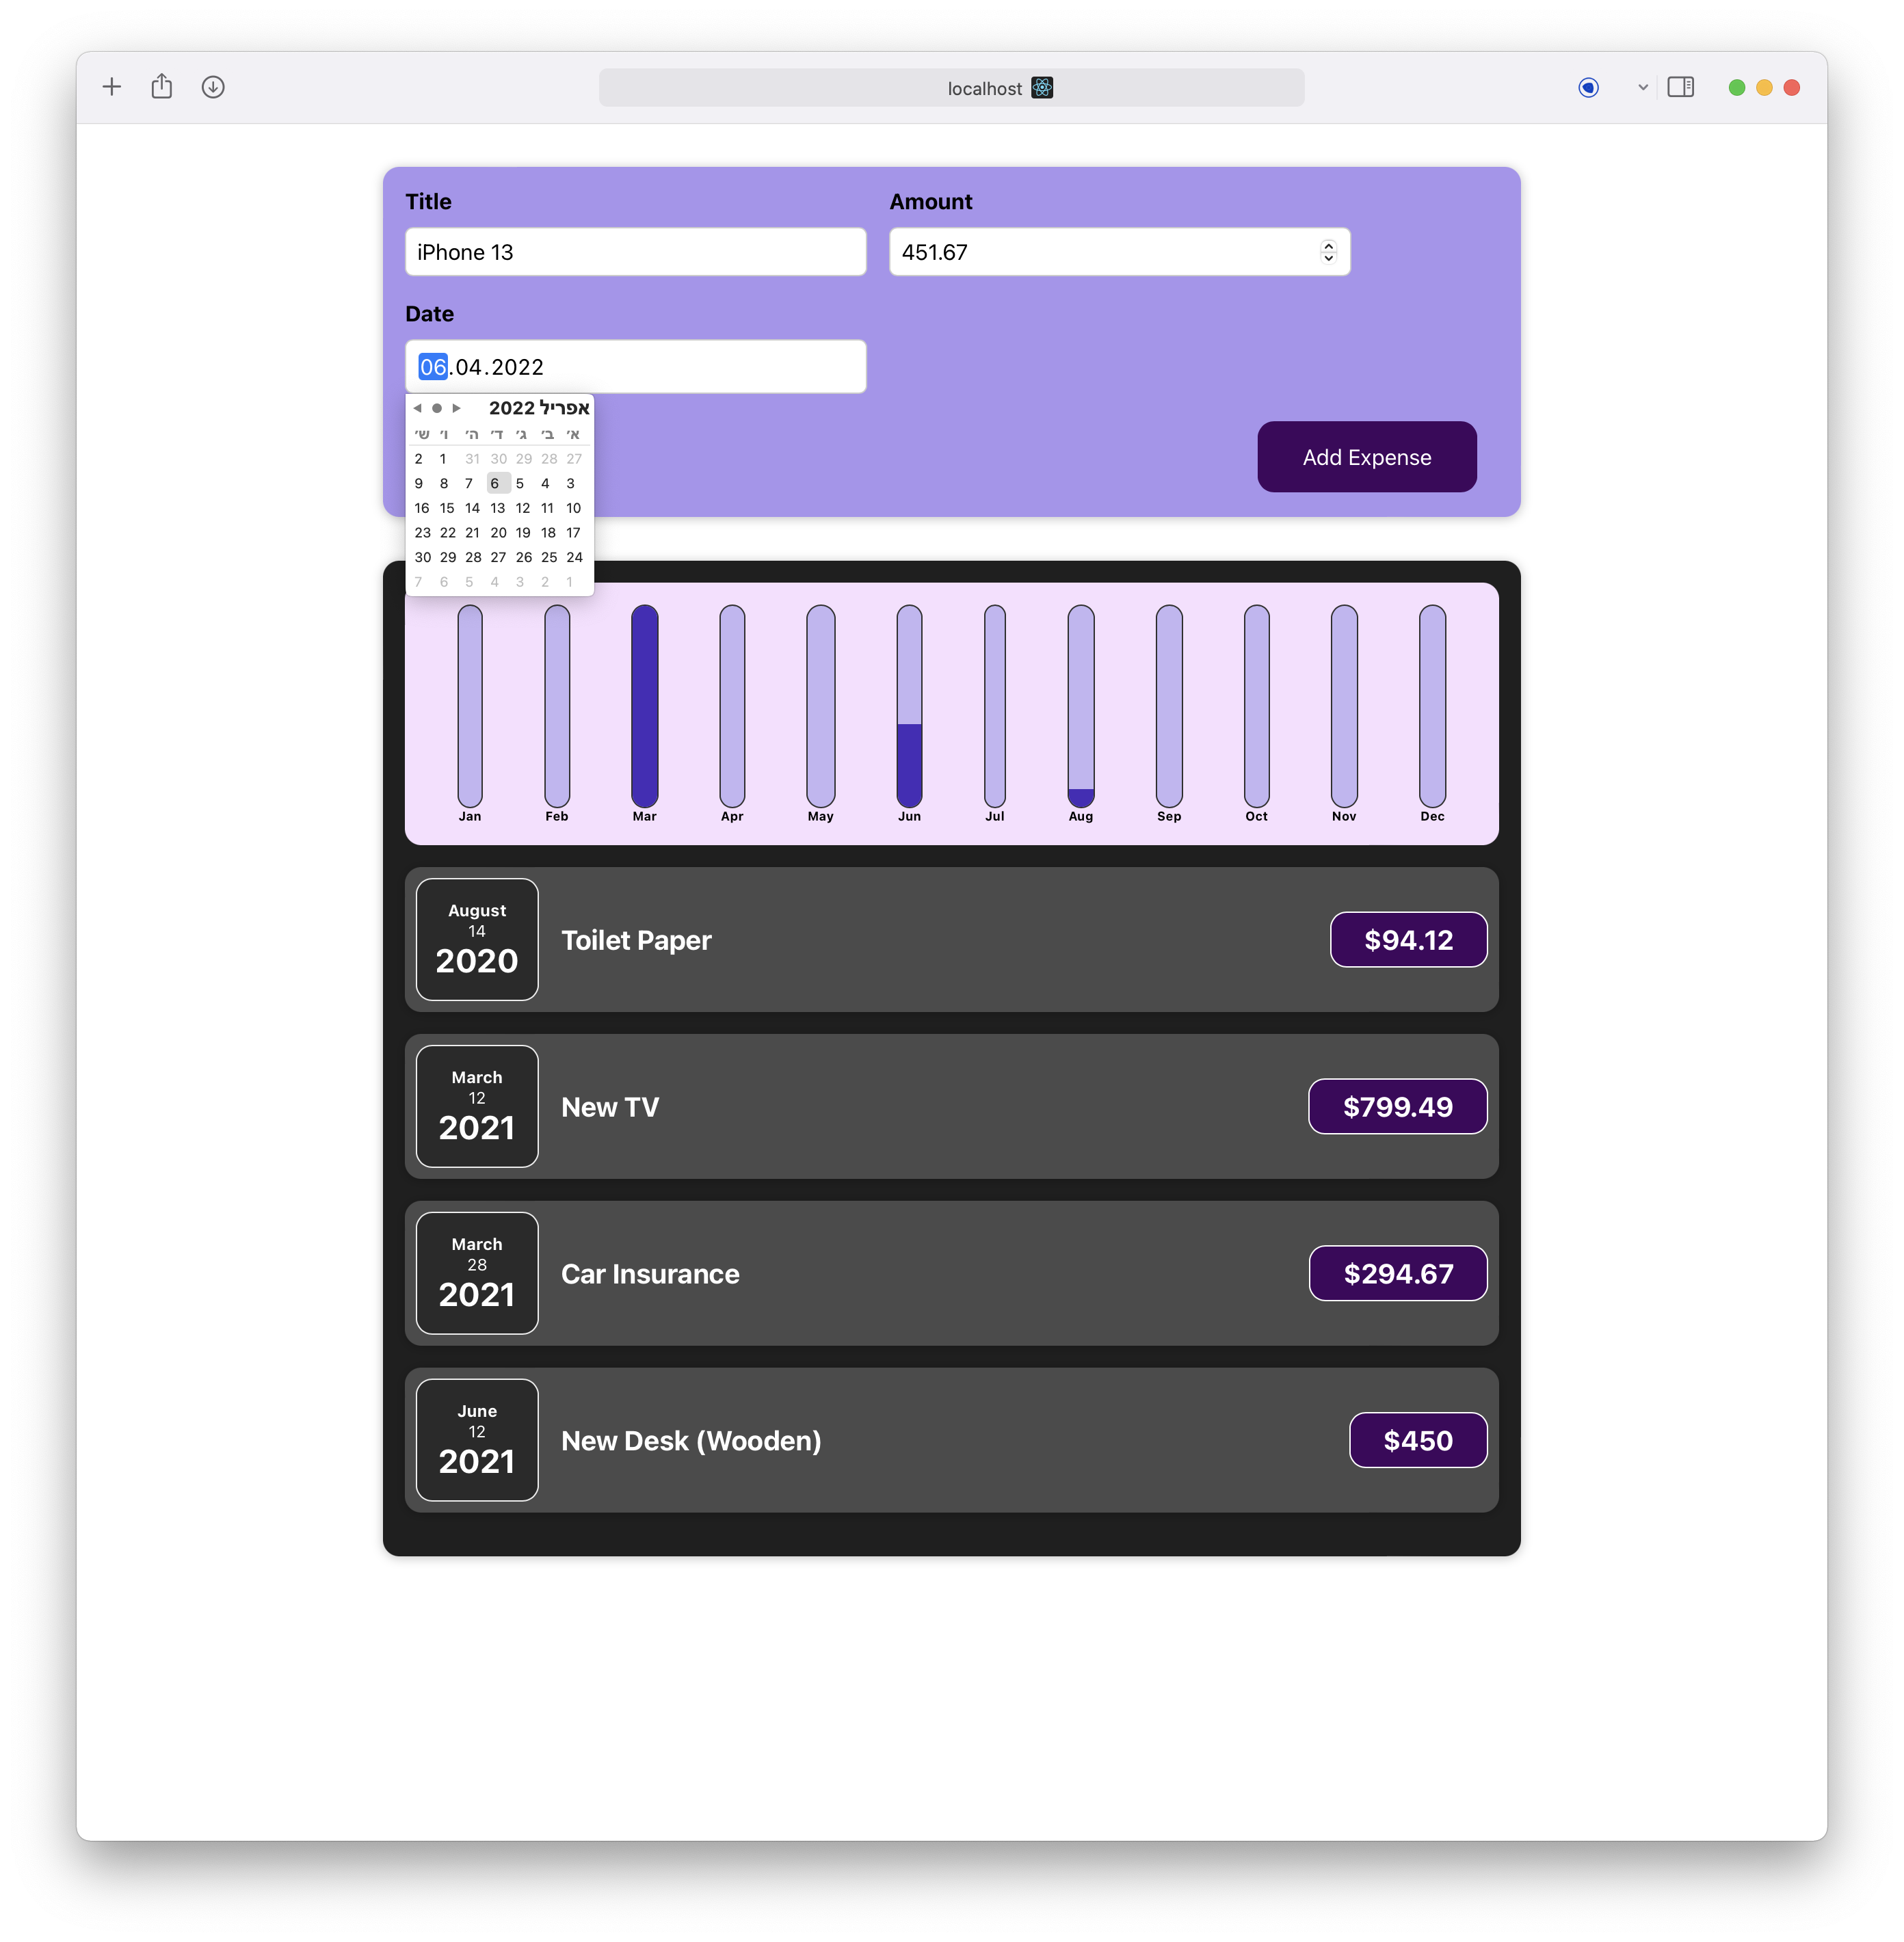 localhost
Title
Amount
iPhone 13
451.67
Date
06.04.2022
אפריל 2022
א׳ ב׳ ג׳ ד׳ ה׳ ו׳ ש׳
27 28 29 30 31 1 2
3 4 5 6 7 8 9
10 11 12 13 14 15 16
17 18 19 20 21 22 23
24 25 26 27 28 29 30
1 2 3 4 5 6 7
Add Expense
Jan Feb Mar Apr May Jun Jul Aug Sep Oct Nov Dec
August
14
2020
Toilet Paper
$94.12
March
12
2021
New TV
$799.49
March
28
2021
Car Insurance
$294.67
June
12
2021
New Desk (Wooden)
$450